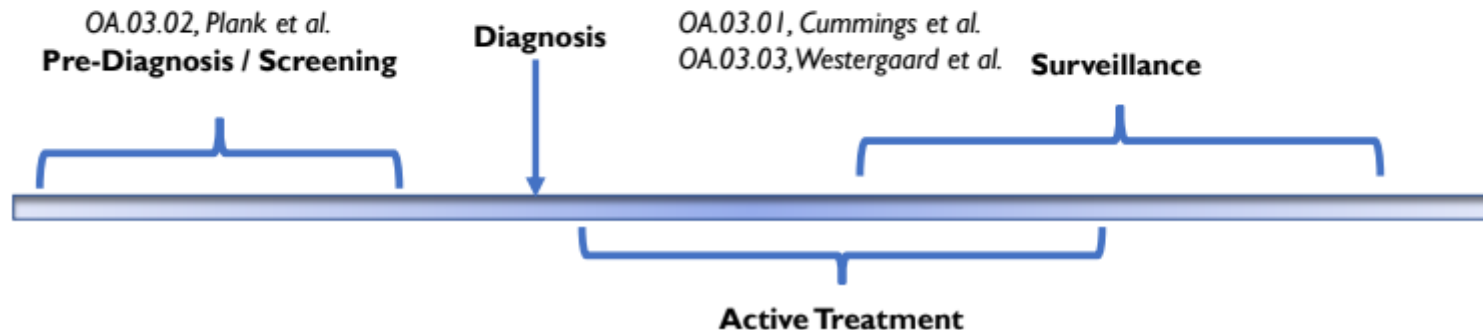 OA.03.02, Plank et al.
Pre-Diagnosis / Screening
Diagnosis
OA.03.01, Cummings et al.
OA.03.03, Westergaard et al.
Surveillance
Active Treatment